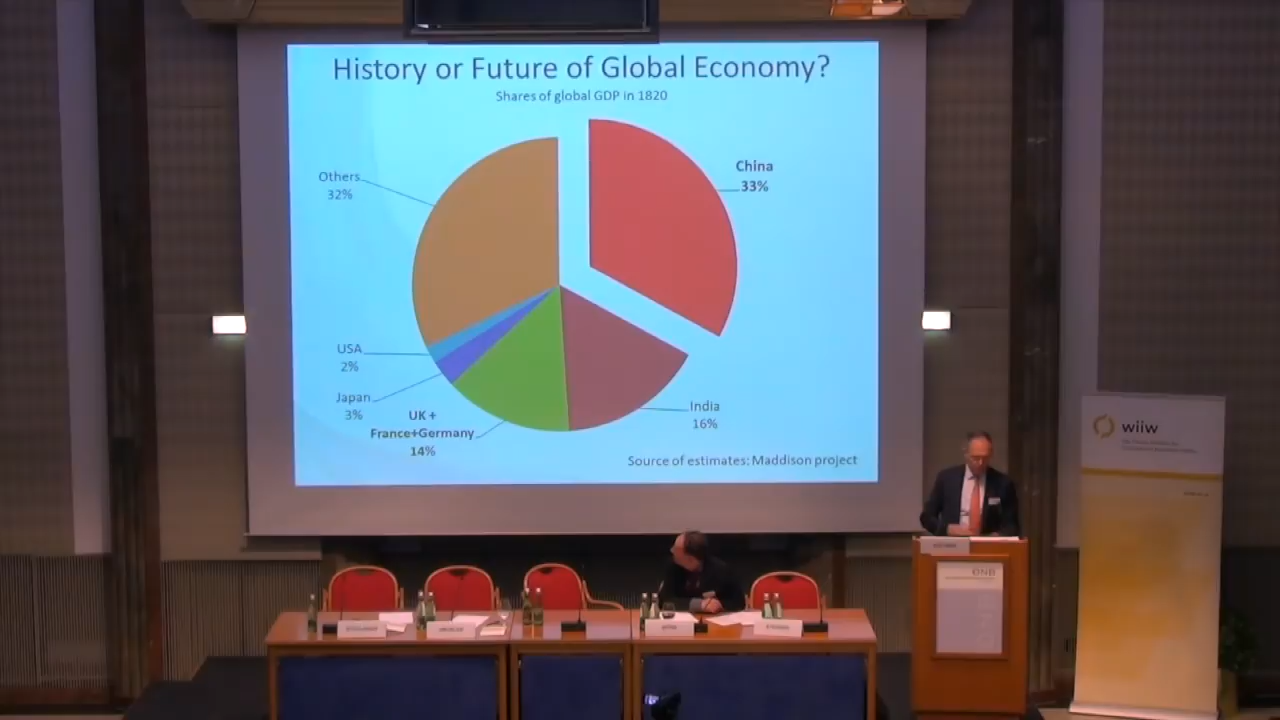 History or Future of Global Economy?
Shares of global GDP in 1820
China
33%
Others
32%
USA
2%
Japan
3%
UK +
France+Germany
14%
India
16%
Source of estimates: Maddison project
wiiw